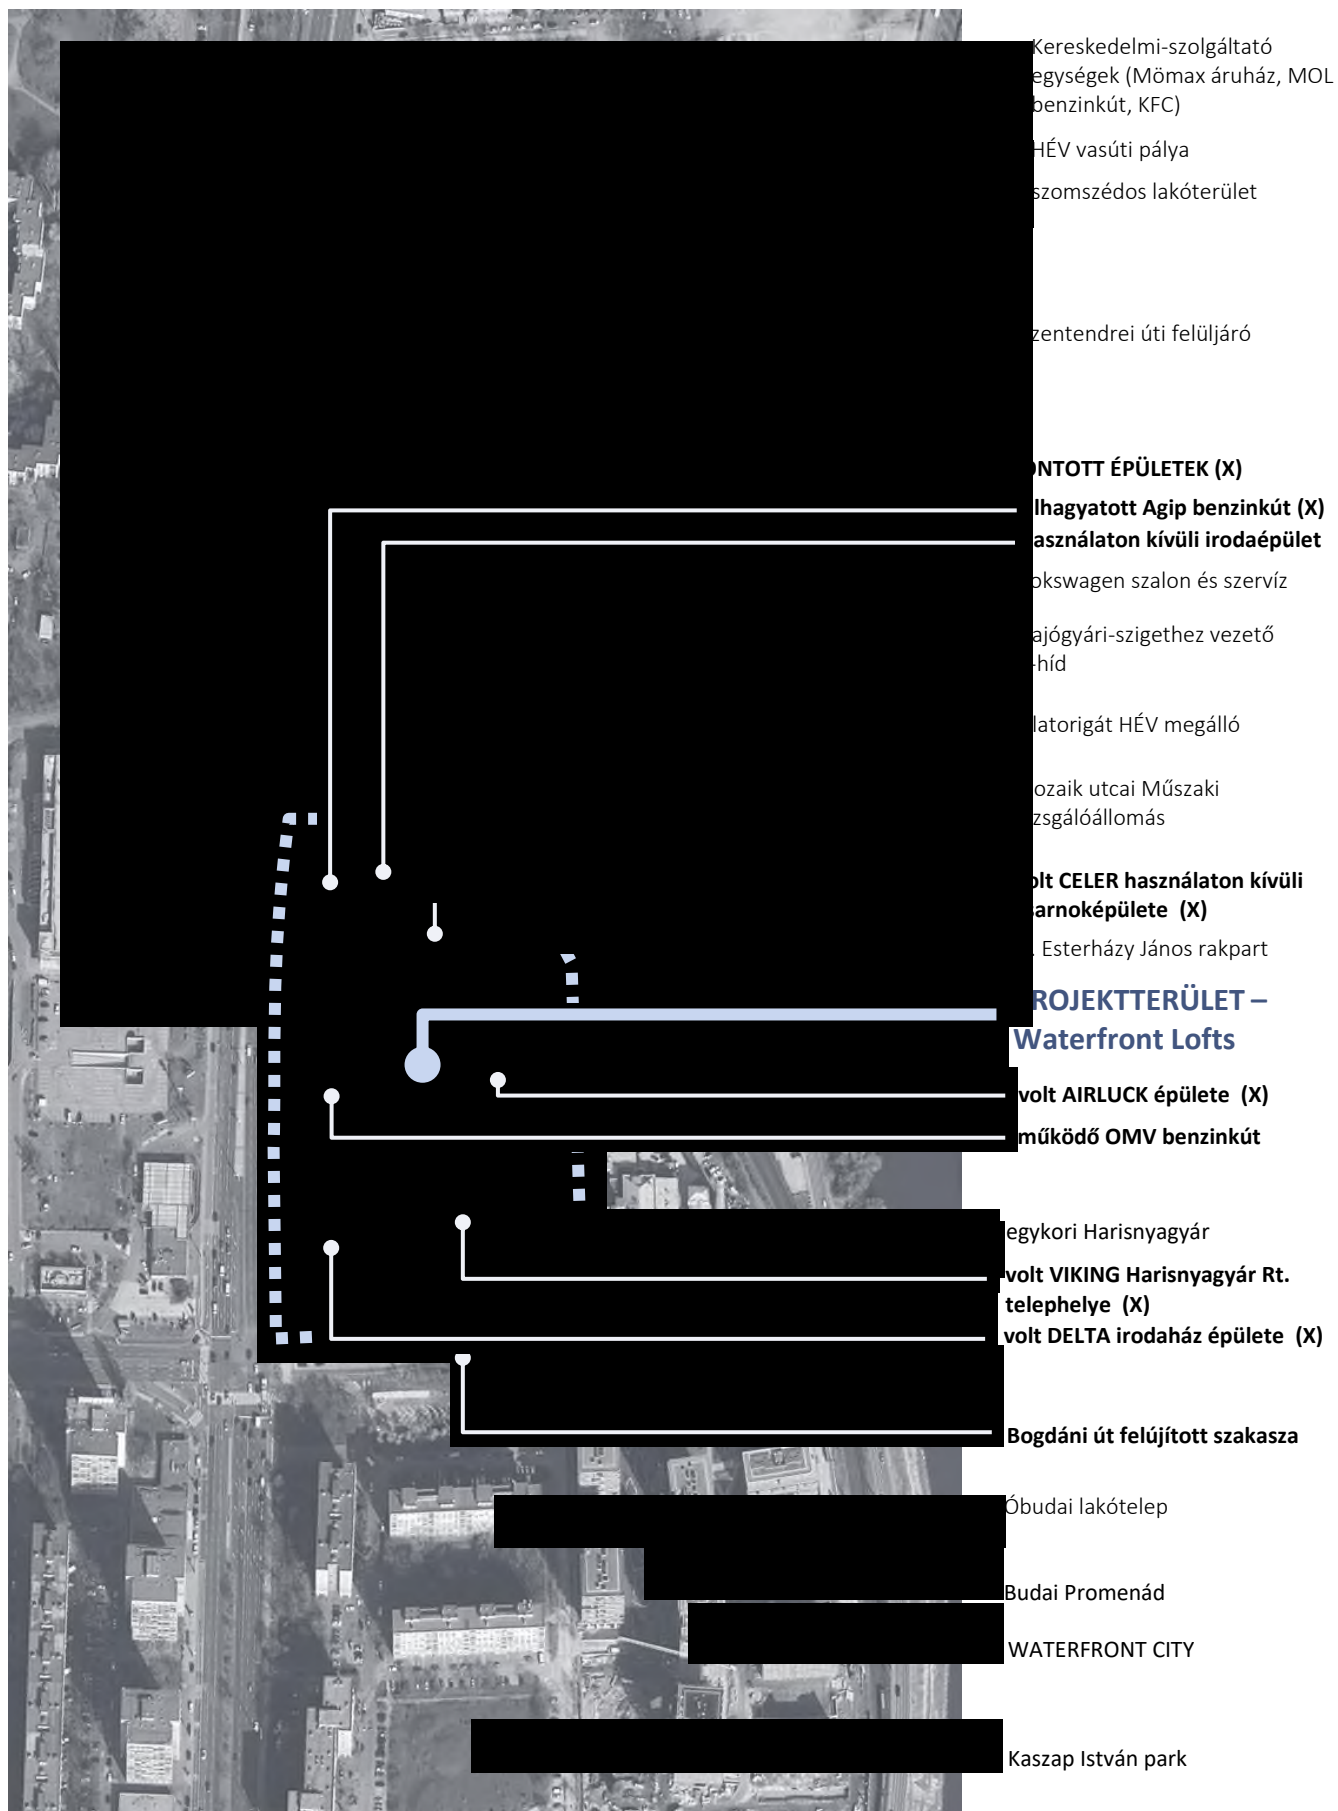 Kereskedelmi-szolgáltató
egységek (Mömax áruház, MOL
benzinkút, KFC)
HÉV vasúti pálya
szomszédos lakóterület
zentendrei úti felüljáró
ONTOTT ÉPÜLETEK (X)
lhagyatott Agip benzinkút (X)
asználaton kívüli irodaépület
okswagen szalon és szervíz
ajógyári-szigethez vezető
-híd
latorigát HÉV megálló
ozaik utcai Műszaki
zsgálóállomás
olt CELER használaton kívüli
sarnoképülete (X)
. Esterházy János rakpart
ROJEKTTERÜLET –
Waterfront Lofts
volt AIRLUCK épülete (X)
működő OMV benzinkút
egykori Harisnyagyár
volt VIKING Harisnyagyár Rt.
telephelye (X)
volt DELTA irodaház épülete (X)
Bogdáni út felújított szakasza
Óbudai lakótelep
Budai Promenád
WATERFRONT CITY
Kaszap István park